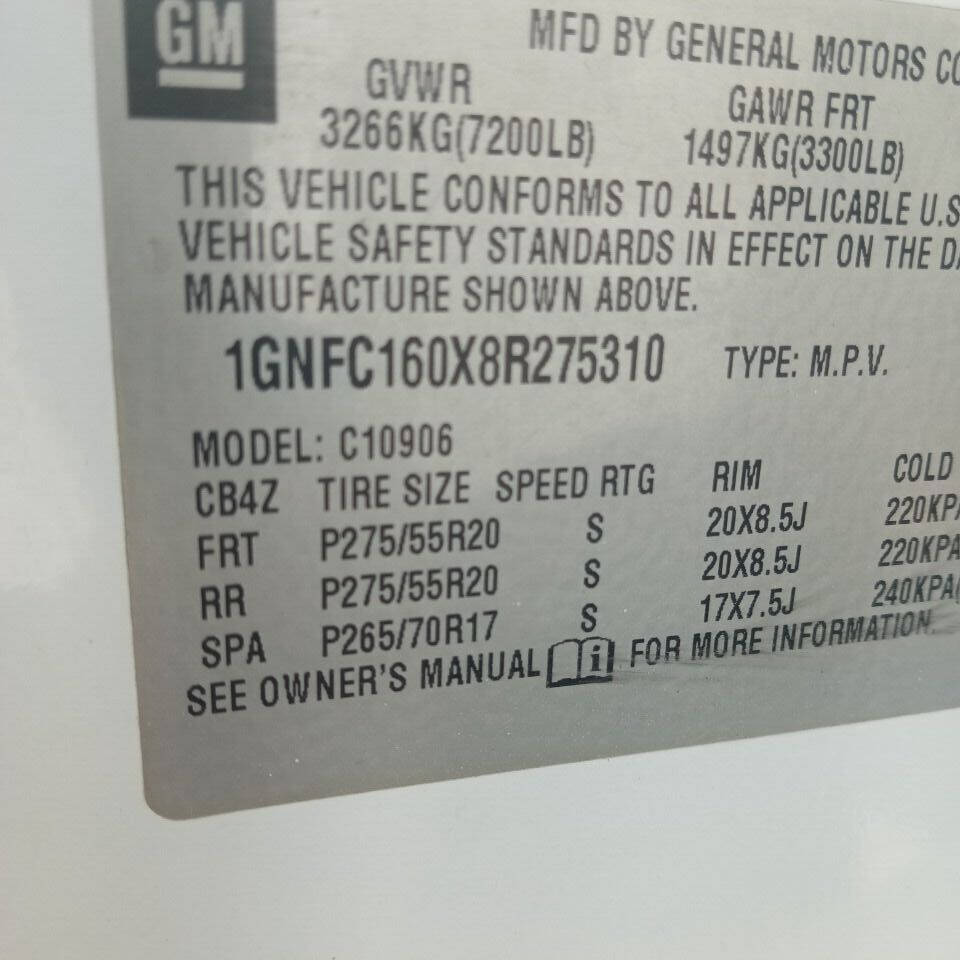 GM
MFD BY GENERAL MOTORS CO
GVWR GAWR FRT
3266KG(7200LB) 1497KG(3300LB)
THIS VEHICLE CONFORMS TO ALL APPLICABLE U.S
VEHICLE SAFETY STANDARDS IN EFFECT ON THE DA
MANUFACTURE SHOWN ABOVE.
1GNFC160X8R275310 TYPE: M.P.V.
MODEL: C10906
CB4Z TIRE SIZE SPEED RTG RIM COLD
FRT P275/55R20 S 20X8.5J 220KPA
RR P275/55R20 S 20X8.5J 220KPA
SPA P265/70R17 S 17X7.5J 240KPA(
SEE OWNER'S MANUAL i FOR MORE INFORMATION.